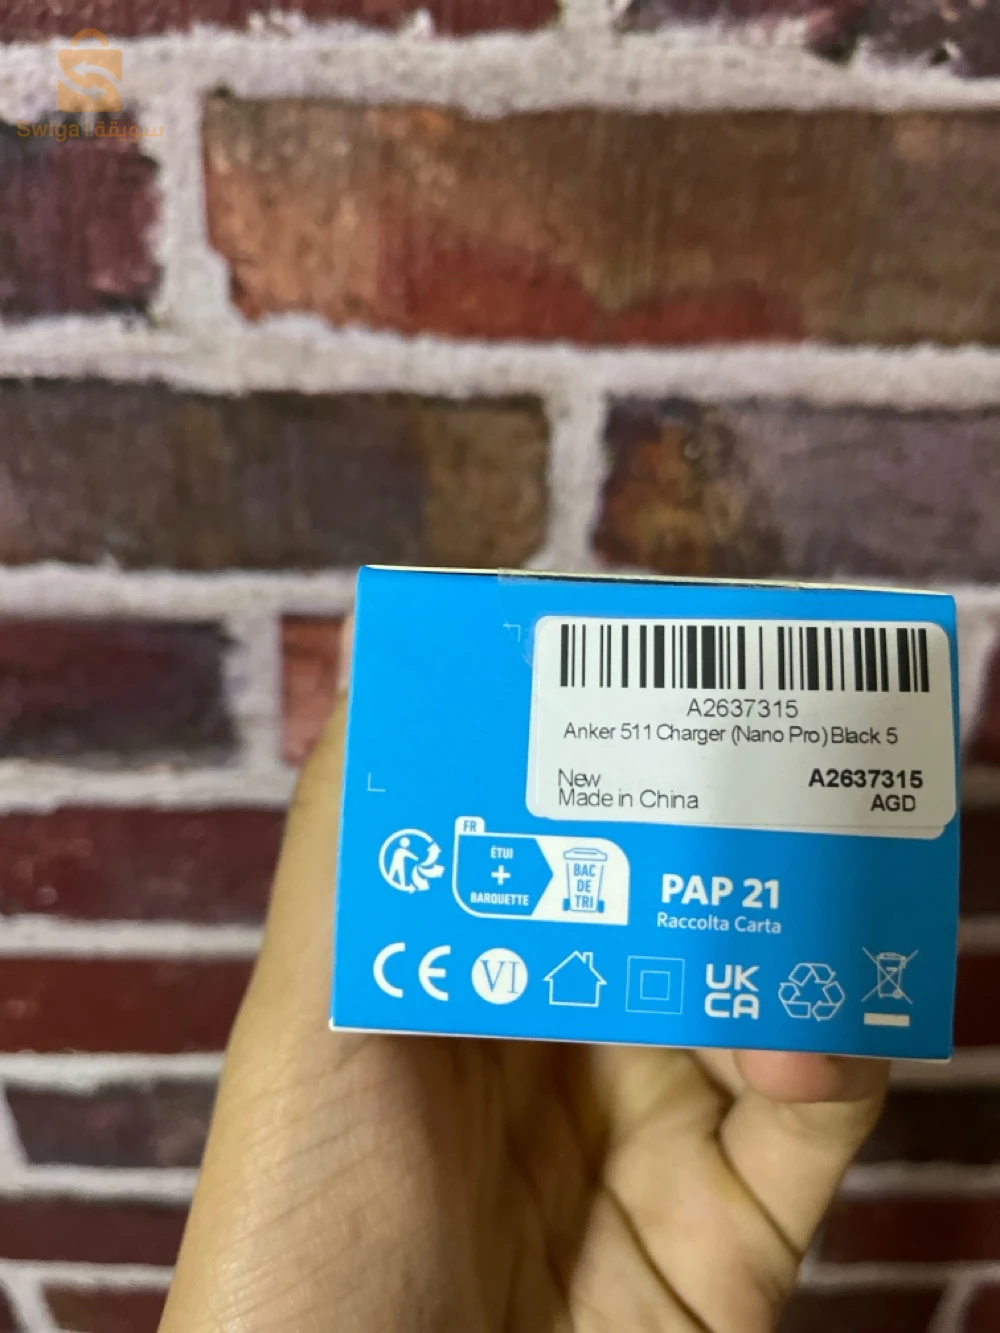 Swiga سويقة
A2637315
Anker 511 Charger (Nano Pro) Black 5
New
A2637315
Made in China
AGD
FR
ÉTUI
+
BARQUETTE
BAC
DE
TRI
PAP 21
Raccolta Carta
CE
VI
UK
CA